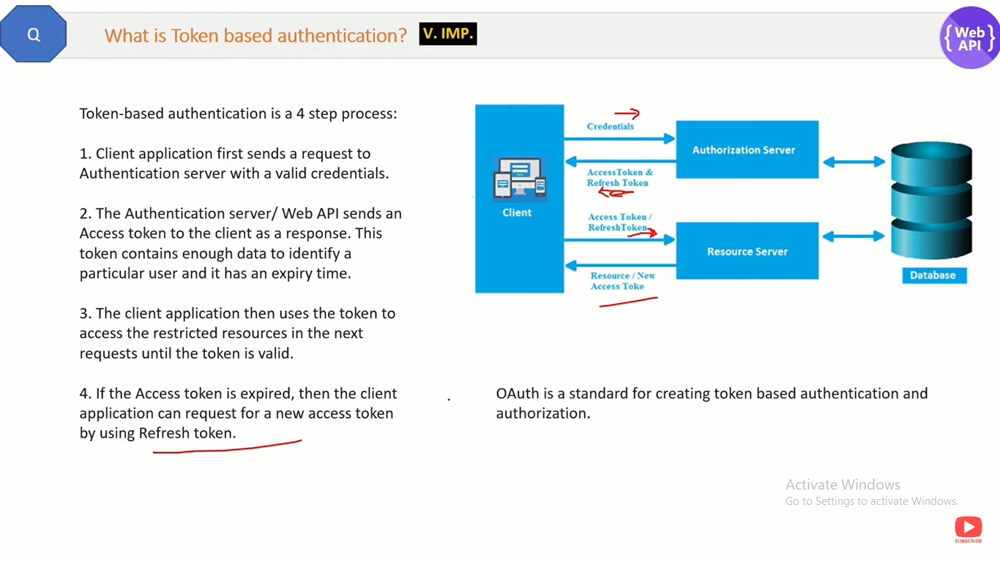 Q
What is Token based authentication?
V. IMP.
{Web
API}
Token-based authentication is a 4 step process:
1. Client application first sends a request to
Authentication server with a valid credentials.
2. The Authentication server/ Web API sends an
Access token to the client as a response. This
token contains enough data to identify a
particular user and it has an expiry time.
3. The client application then uses the token to
access the restricted resources in the next
requests until the token is valid.
4. If the Access token is expired, then the client
application can request for a new access token
by using Refresh token.
Client
Credentials
AccessToken &
Refresh Token
Access Token /
RefreshToken
Resource / New
Access Toke
Authorization Server
Resource Server
Database
OAuth is a standard for creating token based authentication and
authorization.
Activate Windows
Go to Settings to activate Windows.
SUBSCRIBE